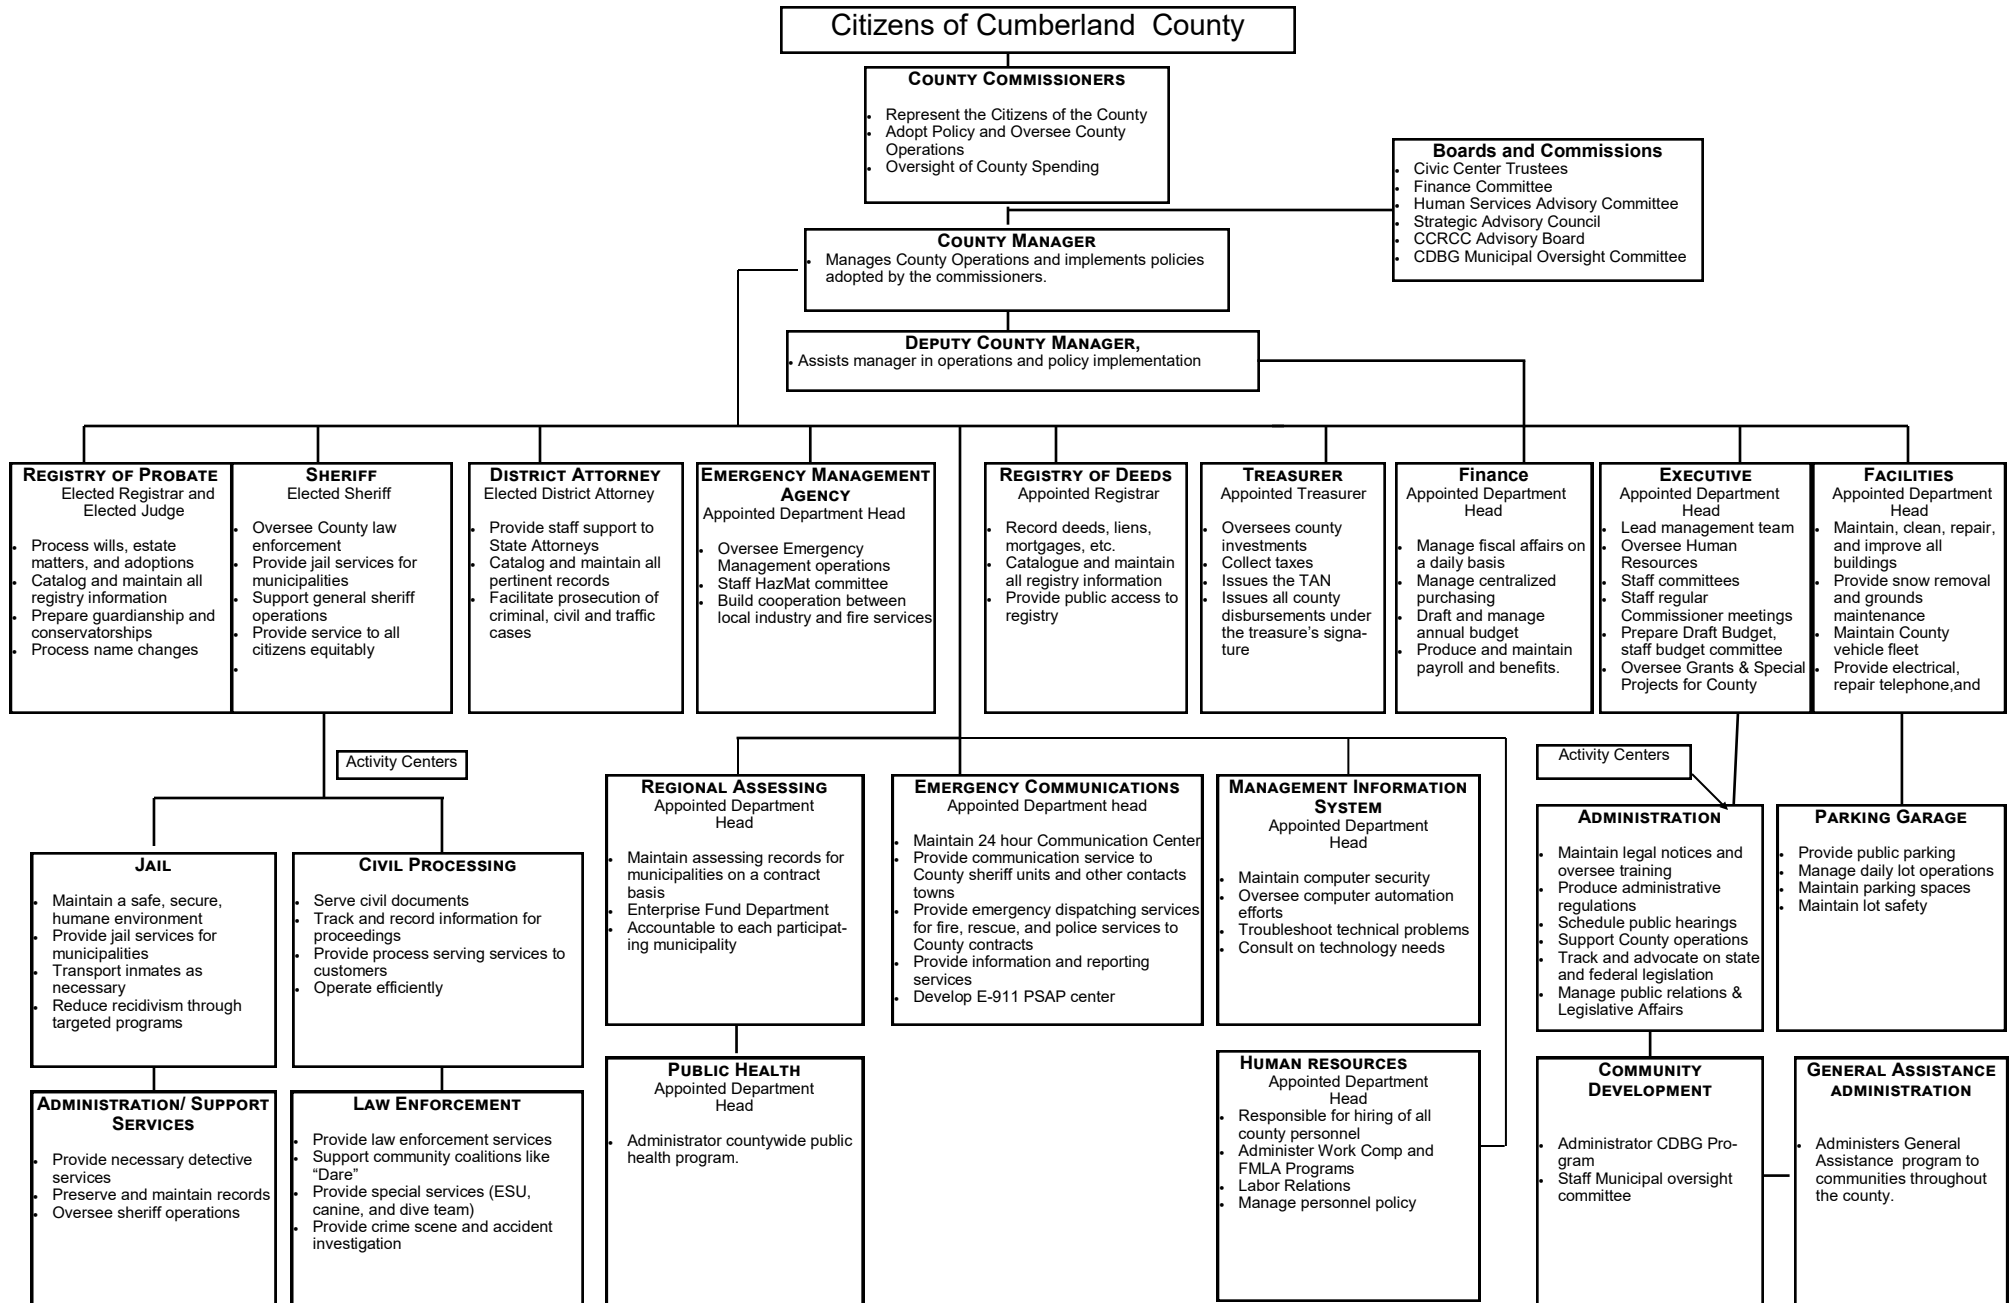 Citizens of Cumberland  County
COUNTY COMMISSIONERS
• Represent the Citizens of the County
• Adopt Policy and Oversee County
Operations
• Oversight of County Spending
Boards and Commissions
• Civic Center Trustees
• Finance Committee
• Human Services Advisory Committee
• Strategic Advisory Council
• CCRCC Advisory Board
• CDBG Municipal Oversight Committee
COUNTY MANAGER
• Manages County Operations and implements policies
adopted by the commissioners.
DEPUTY COUNTY MANAGER,
• Assists manager in operations and policy implementation
REGISTRY OF PROBATE
Elected Registrar and
Elected Judge
• Process wills, estate
matters, and adoptions
• Catalog and maintain all
registry information
• Prepare guardianship and
conservatorships
• Process name changes
SHERIFF
Elected Sheriff
• Oversee County law
enforcement
• Provide jail services for
municipalities
• Support general sheriff
operations
• Provide service to all
citizens equitably
•
DISTRICT ATTORNEY
Elected District Attorney
• Provide staff support to
State Attorneys
• Catalog and maintain all
pertinent records
• Facilitate prosecution of
criminal, civil and traffic
cases
EMERGENCY MANAGEMENT
AGENCY
Appointed Department Head
• Oversee Emergency
Management operations
• Staff HazMat committee
• Build cooperation between
local industry and fire services
REGISTRY OF DEEDS
Appointed Registrar
• Record deeds, liens,
mortgages, etc.
• Catalogue and maintain
all registry information
• Provide public access to
registry
TREASURER
Appointed Treasurer
• Oversees county
investments
• Collect taxes
• Issues the TAN
• Issues all county
disbursements under
the treasure’s signa-
ture
Finance
Appointed Department
Head
• Manage fiscal affairs on
a daily basis
• Manage centralized
purchasing
• Draft and manage
annual budget
• Produce and maintain
payroll and benefits.
EXECUTIVE
Appointed Department
Head
• Lead management team
• Oversee Human
Resources
• Staff committees
• Staff regular
Commissioner meetings
• Prepare Draft Budget,
staff budget committee
• Oversee Grants & Special
Projects for County
FACILITIES
Appointed Department
Head
• Maintain, clean, repair,
and improve all
buildings
• Provide snow removal
and grounds
maintenance
• Maintain County
vehicle fleet
• Provide electrical,
repair telephone,and
Activity Centers
JAIL
• Maintain a safe, secure,
humane environment
• Provide jail services for
municipalities
• Transport inmates as
necessary
• Reduce recidivism through
targeted programs
CIVIL PROCESSING
• Serve civil documents
• Track and record information for
proceedings
• Provide process serving services to
customers
• Operate efficiently
REGIONAL ASSESSING
Appointed Department
Head
• Maintain assessing records for
municipalities on a contract
basis
• Enterprise Fund Department
• Accountable to each participat-
ing municipality
EMERGENCY COMMUNICATIONS
Appointed Department head
• Maintain 24 hour Communication Center
• Provide communication service to
County sheriff units and other contacts
towns
• Provide emergency dispatching services
for fire, rescue, and police services to
County contracts
• Provide information and reporting
services
• Develop E-911 PSAP center
MANAGEMENT INFORMATION
SYSTEM
Appointed Department
Head
• Maintain computer security
• Oversee computer automation
efforts
• Troubleshoot technical problems
• Consult on technology needs
Activity Centers
ADMINISTRATION
• Maintain legal notices and
oversee training
• Produce administrative
regulations
• Schedule public hearings
• Support County operations
• Track and advocate on state
and federal legislation
• Manage public relations &
Legislative Affairs
PARKING GARAGE
• Provide public parking
• Manage daily lot operations
• Maintain parking spaces
• Maintain lot safety
ADMINISTRATION/ SUPPORT
SERVICES
• Provide necessary detective
services
• Preserve and maintain records
• Oversee sheriff operations
LAW ENFORCEMENT
• Provide law enforcement services
• Support community coalitions like
“Dare”
• Provide special services (ESU,
canine, and dive team)
• Provide crime scene and accident
investigation
PUBLIC HEALTH
Appointed Department
Head
• Administrator countywide public
health program.
HUMAN RESOURCES
Appointed Department
Head
• Responsible for hiring of all
county personnel
• Administer Work Comp and
FMLA Programs
• Labor Relations
• Manage personnel policy
COMMUNITY
DEVELOPMENT
• Administrator CDBG Pro-
gram
• Staff Municipal oversight
committee
GENERAL ASSISTANCE
ADMINISTRATION
• Administers General
Assistance  program to
communities throughout
the county.